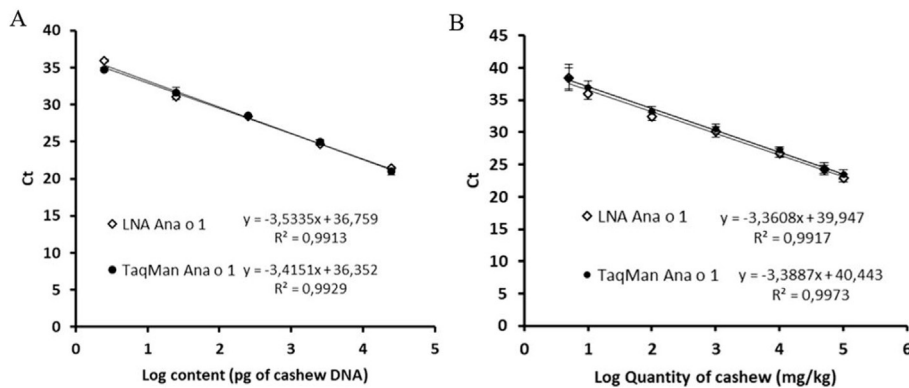 A
40
35
30
25
20
15
10
5
0
Ct
◇ LNA Ana o 1 y = -3,5335x + 36,759
R² = 0,9913
● TaqMan Ana o 1 y = -3,4151x + 36,352
R² = 0,9929
0 1 2 3 4 5
Log content (pg of cashew DNA)
B
45
40
35
30
25
20
15
10
5
0
Ct
◇ LNA Ana o 1 y = -3,3608x + 39,947
R² = 0,9917
● TaqMan Ana o 1 y = -3,3887x + 40,443
R² = 0,9973
0 1 2 3 4 5 6
Log Quantity of cashew (mg/kg)